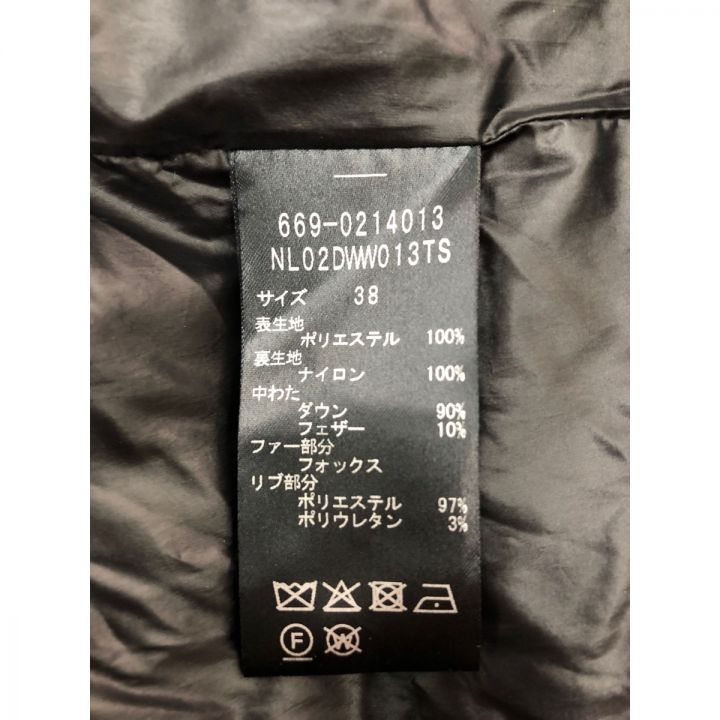 669-0214013
NL02DWW013TS
サイズ 38
表生地
ポリエステル 100%
裏生地
ナイロン 100%
中わた
ダウン 90%
フェザー 10%
ファー部分
フォックス
リブ部分
ポリエステル 97%
ポリウレタン 3%
F W